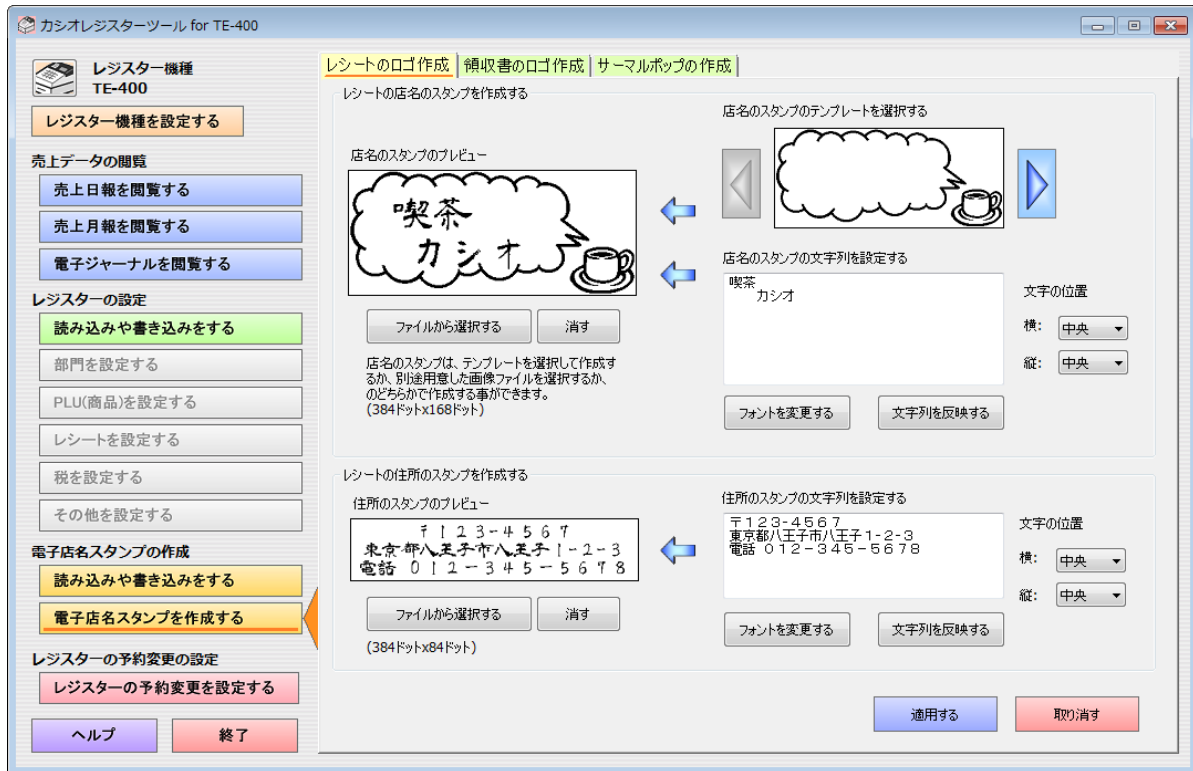 カシオレジスターツール for TE-400
レジスター機種
TE-400
レジスター機種を設定する
売上データの閲覧
売上日報を閲覧する
売上月報を閲覧する
電子ジャーナルを閲覧する
レジスターの設定
読み込みや書き込みをする
部門を設定する
PLU(商品)を設定する
レシートを設定する
税を設定する
その他を設定する
電子店名スタンプの作成
読み込みや書き込みをする
電子店名スタンプを作成する
レジスターの予約変更の設定
レジスターの予約変更を設定する
ヘルプ
終了
レシートのロゴ作成
領収書のロゴ作成
サーマルポップの作成
レシートの店名のスタンプを作成する
店名のスタンプのプレビュー
喫茶
カシオ
ファイルから選択する
消す
店名のスタンプは、テンプレートを選択して作成す
るか、別途用意した画像ファイルを選択するか、
のどちらかで作成する事ができます。
(384ドットx168ドット)
店名のスタンプのテンプレートを選択する
店名のスタンプの文字列を設定する
喫茶
カシオ
文字の位置
横: 中央
縦: 中央
フォントを変更する
文字列を反映する
レシートの住所のスタンプを作成する
住所のスタンプのプレビュー
〒123-4567
東京都八王子市八王子1-2-3
電話 012-345-5678
ファイルから選択する
消す
(384ドットx84ドット)
住所のスタンプの文字列を設定する
〒123-4567
東京都八王子市八王子1-2-3
電話 012-345-5678
文字の位置
横: 中央
縦: 中央
フォントを変更する
文字列を反映する
適用する
取り消す